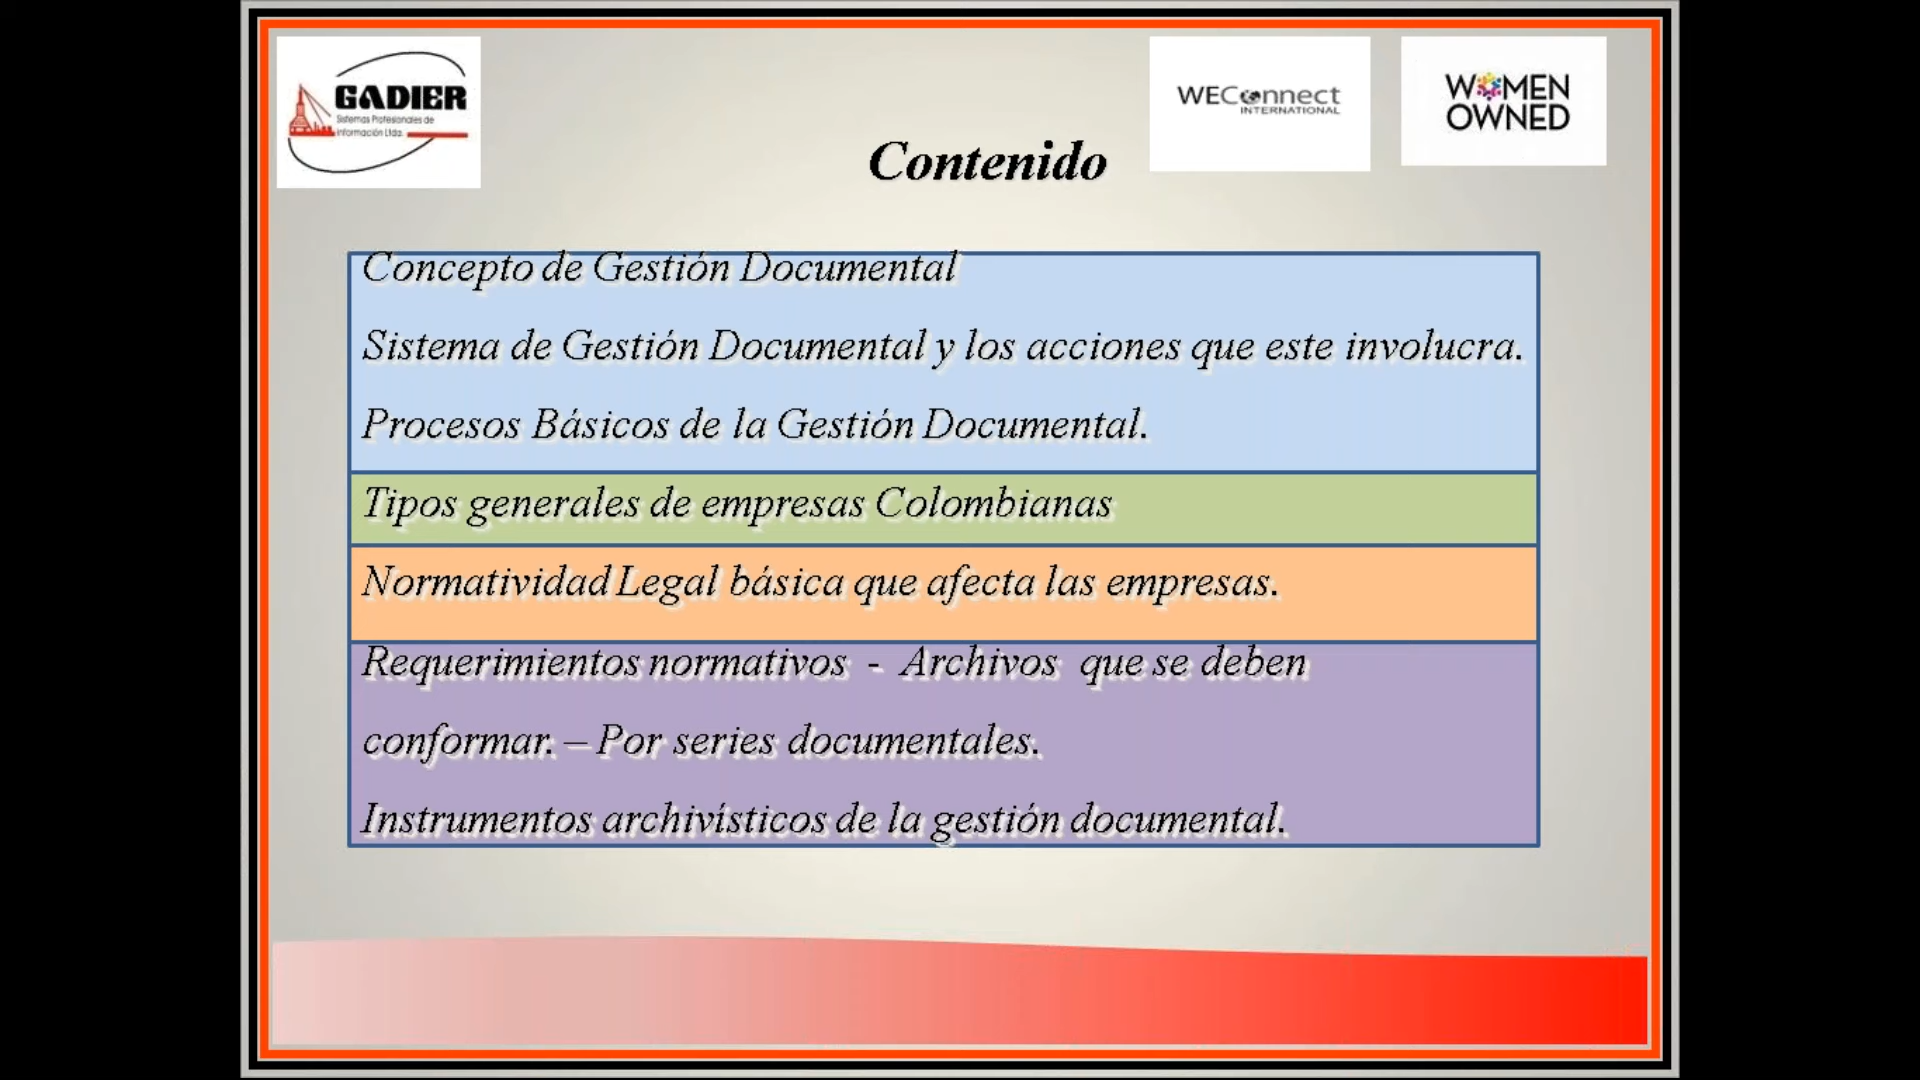 GADIER
Sistemas Profesionales de
Información Ltda.
WEConnect
INTERNATIONAL
WOMEN
OWNED
Contenido
Concepto de Gestión Documental
Sistema de Gestión Documental y los acciones que este involucra.
Procesos Básicos de la Gestión Documental.
Tipos generales de empresas Colombianas
Normatividad Legal básica que afecta las empresas.
Requerimientos normativos - Archivos que se deben
conformar. – Por series documentales.
Instrumentos archivísticos de la gestión documental.